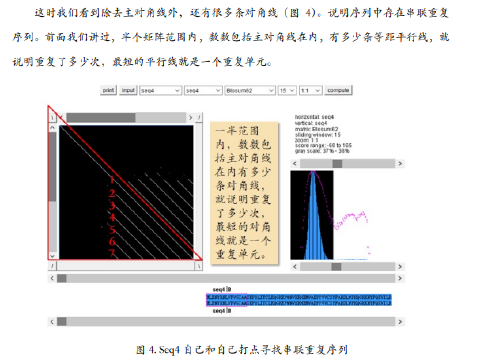 这时我们看到除去主对角线外，还有很多条对角线（图 4）。说明序列中存在串联重复
序列。前面我们讲过，半个矩阵范围内，数数包括主对角线在内，有多少条等距平行线，就
说明重复了多少次，最短的平行线就是一个重复单元。
print input seq4 seq4 Blosum62 15 1:1 compute
horizontal: seq4
vertical: seq4
matrix: Blosum62
sliding window: 15
zoom: 1:1
score range: -60 to 165
gray scale: 37% - 38%
一半范围
内，数数包
括主对角线
在内有多少
条对角线，
就说明重复
了多少次，
最短的对角
线就是一个
重复单元。
1
2
3
4
5
6
7
seq4
seq4
图 4. Seq4 自己和自己打点寻找串联重复序列